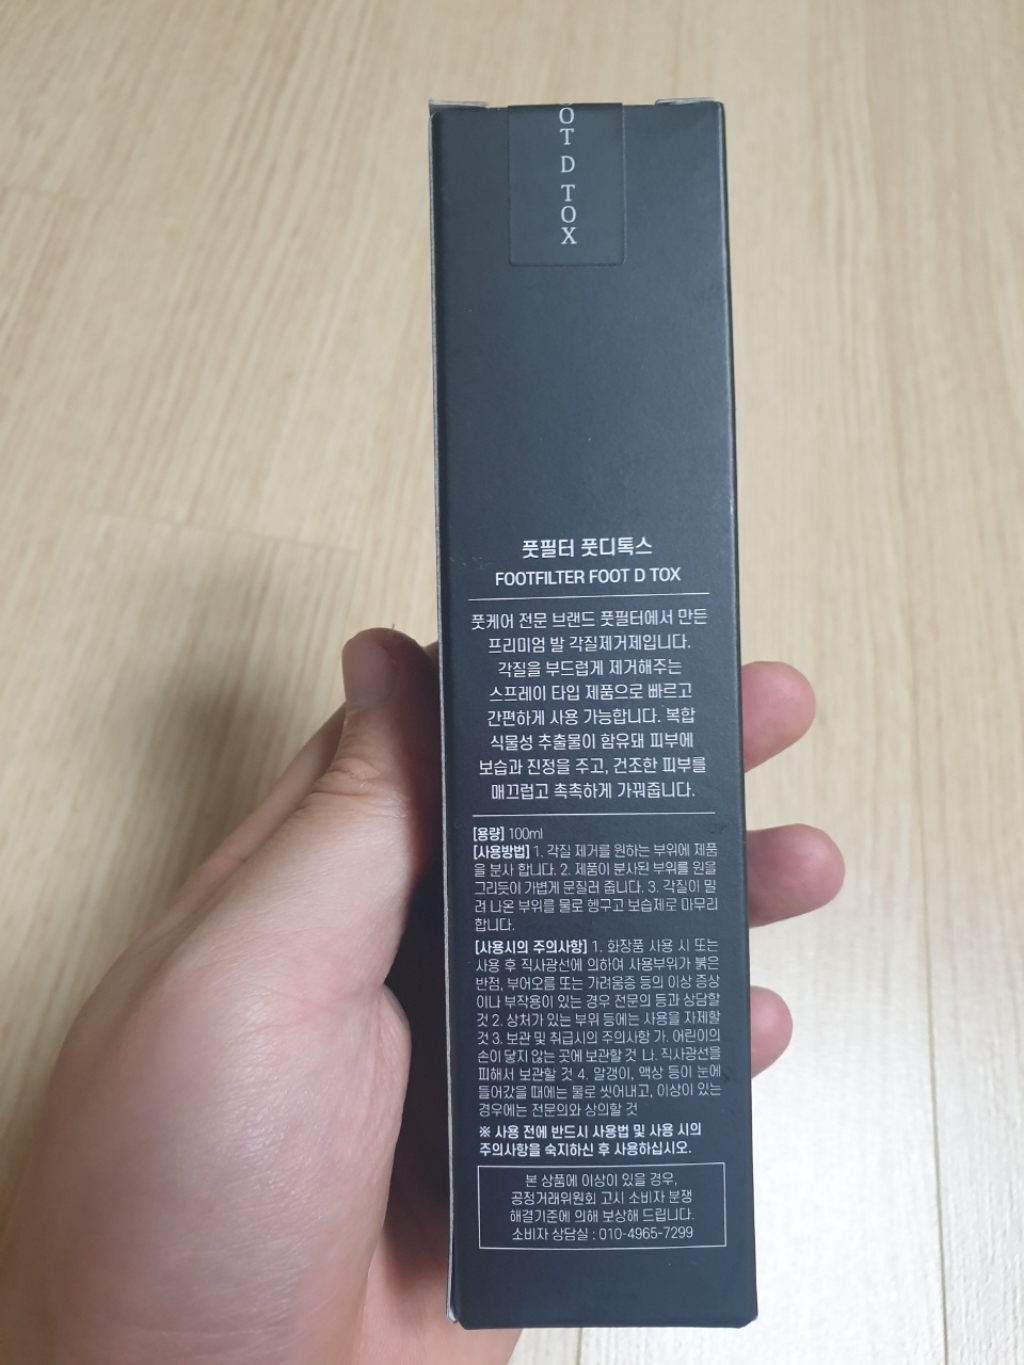 OT D TOX
풋필터 풋디톡스
FOOTFILTER FOOT D TOX
풋케어 전문 브랜드 풋필터에서 만든
프리미엄 발 각질제거제입니다.
각질을 부드럽게 제거해주는
스프레이 타입 제품으로 빠르고
간편하게 사용 가능합니다. 복합
식물성 추출물이 함유돼 피부에
보습과 진정을 주고, 건조한 피부를
매끄럽고 촉촉하게 가꿔줍니다.
[용량] 100ml
[사용방법] 1. 각질 제거를 원하는 부위에 제품
을 분사 합니다. 2. 제품이 분사된 부위를 원을
그리듯이 가볍게 문질러 줍니다. 3. 각질이 밀
려 나온 부위를 물로 헹구고 보습제로 마무리
합니다.
[사용시의 주의사항] 1. 화장품 사용 시 또는
사용 후 직사광선에 의하여 사용부위가 붉은
반점, 부어오름 또는 가려움증 등의 이상 증상
이나 부작용이 있는 경우 전문의 등과 상담할
것 2. 상처가 있는 부위 등에는 사용을 자제할
것 3. 보관 및 취급시의 주의사항 가. 어린이의
손이 닿지 않는 곳에 보관할 것 나. 직사광선을
피해서 보관할 것 4. 알갱이, 액상 등이 눈에
들어갔을 때에는 물로 씻어내고, 이상이 있는
경우에는 전문의와 상의할 것
※ 사용 전에 반드시 사용법 및 사용 시의
주의사항을 숙지하신 후 사용하십시오.
본 상품에 이상이 있을 경우,
공정거래위원회 고시 소비자 분쟁
해결기준에 의해 보상해 드립니다.
소비자 상담실 : 010-4965-7299